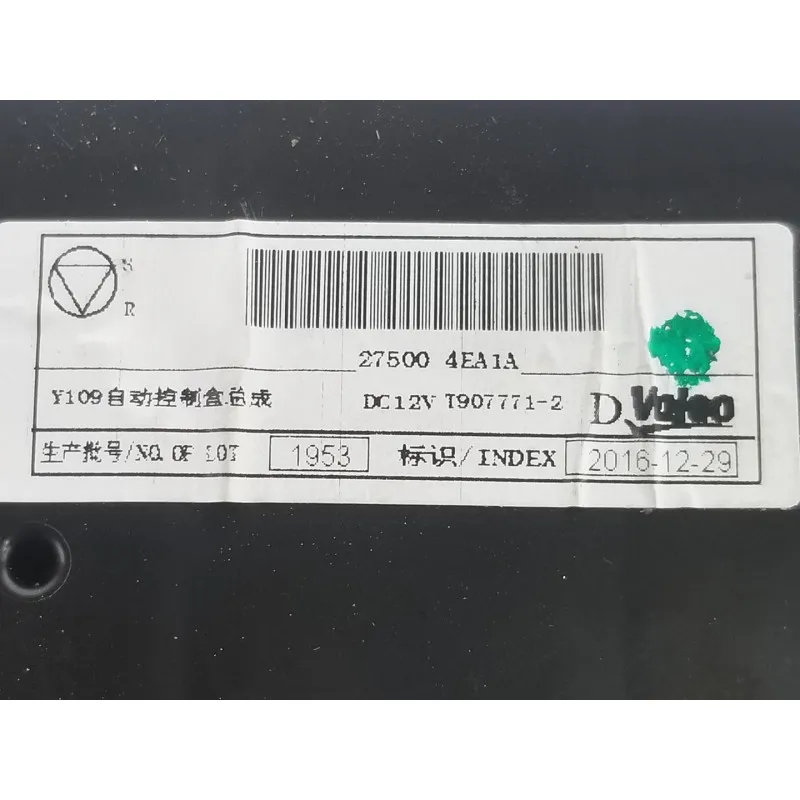 S
R
27500 4EA1A
Y109自动控制盒总成 DC12V T907771-2 D Valeo
生产批号/NO. OF LOT 1953 标识/INDEX 2016-12-29